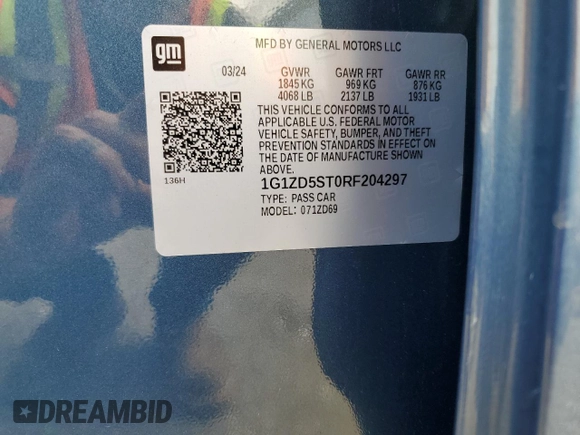 gm
MFD BY GENERAL MOTORS LLC
03/24 GVWR GAWR FRT GAWR RR
1845 KG 969 KG 876 KG
4068 LB 2137 LB 1931 LB
THIS VEHICLE CONFORMS TO ALL
APPLICABLE U.S. FEDERAL MOTOR
VEHICLE SAFETY, BUMPER, AND THEFT
PREVENTION STANDARDS IN EFFECT ON
THE DATE OF MANUFACTURE SHOWN
ABOVE.
136H 1G1ZD5ST0RF204297
TYPE: PASS CAR
MODEL: 071ZD69
DREAMBID